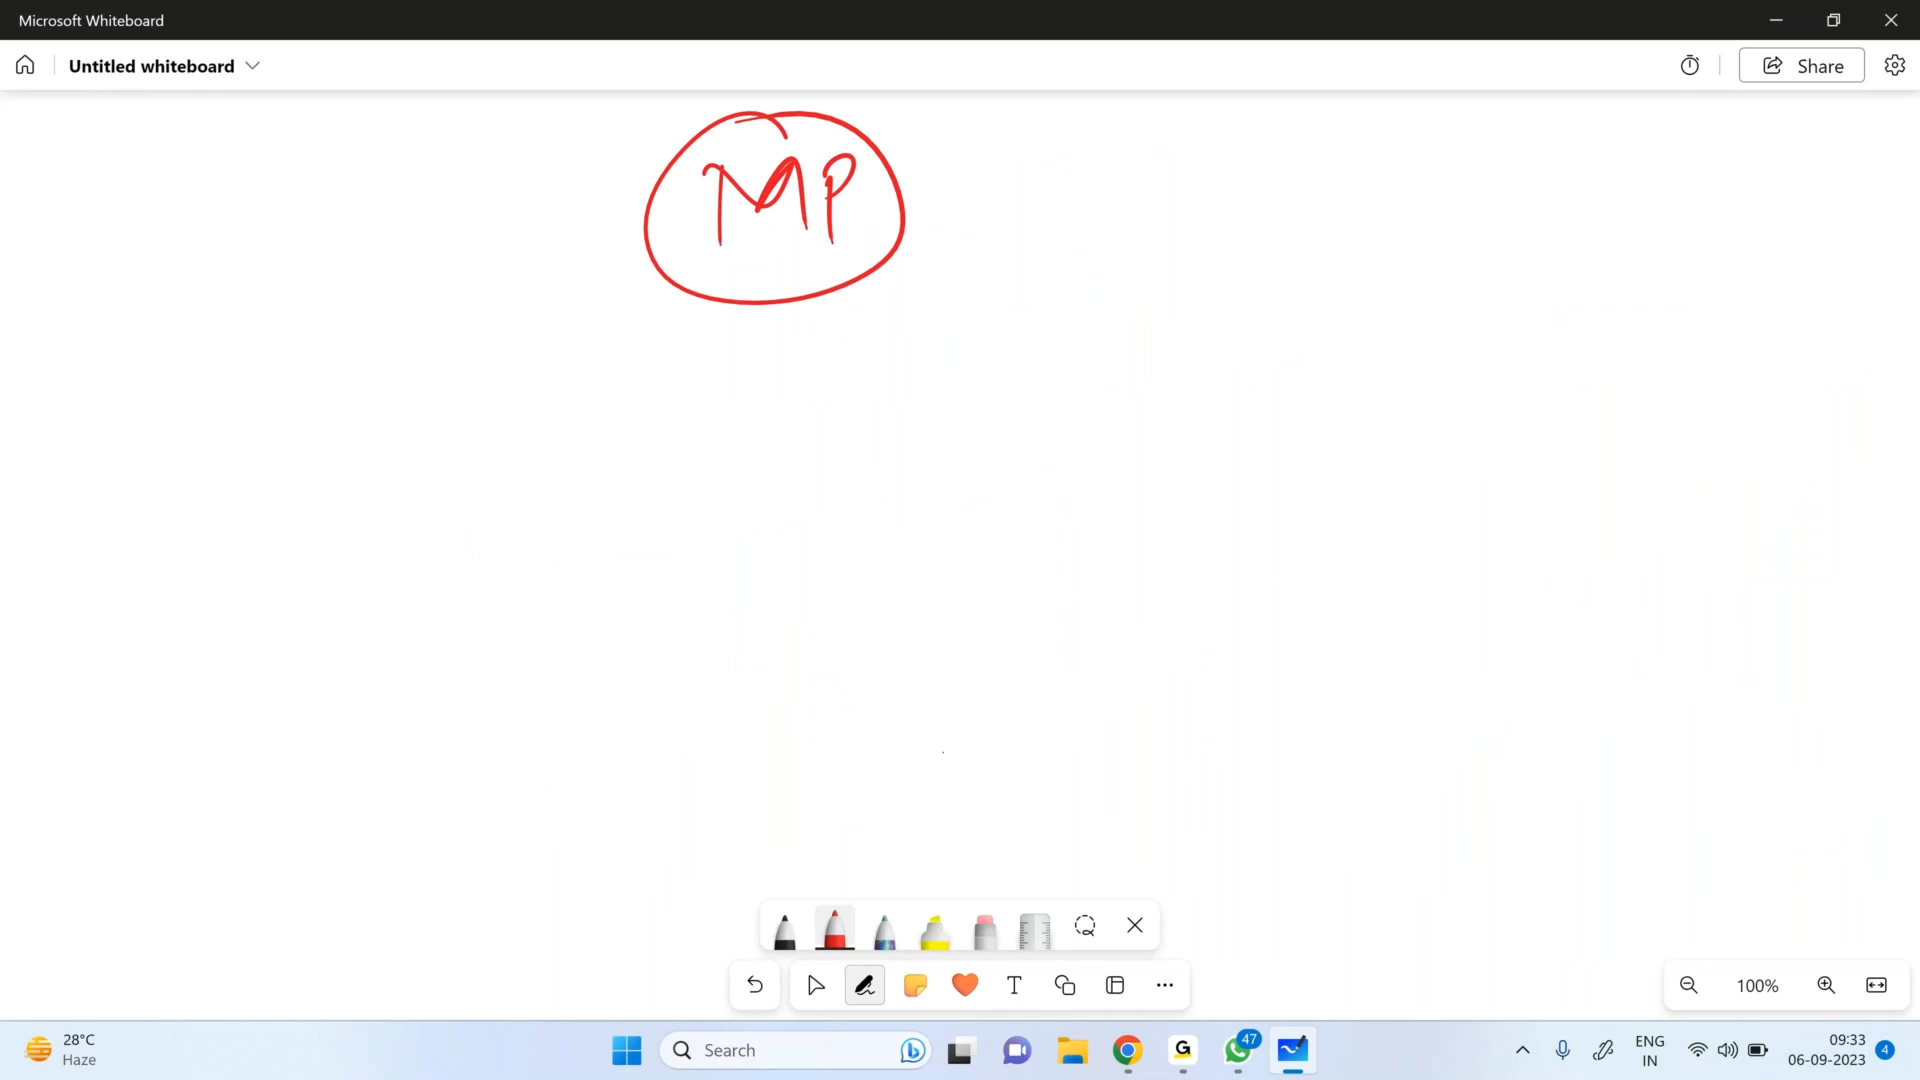 Microsoft Whiteboard
Untitled whiteboard
Share
MP
T
100%
28°C
Haze
Search
G
47
ENG
IN
09:33
06-09-2023
4